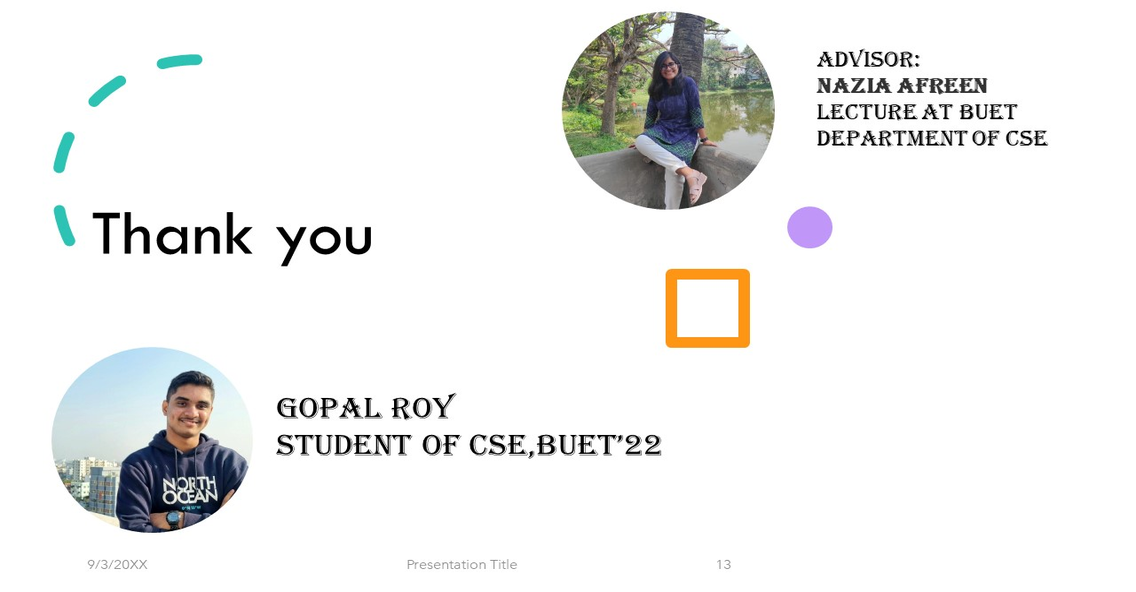 ADVISOR:
NAZIA AFREEN
LECTURE AT BUET
DEPARTMENT OF CSE
Thank you
GOPAL ROY
STUDENT OF CSE,BUET’22
NORTH
OCEAN
9/3/20XX
Presentation Title
13